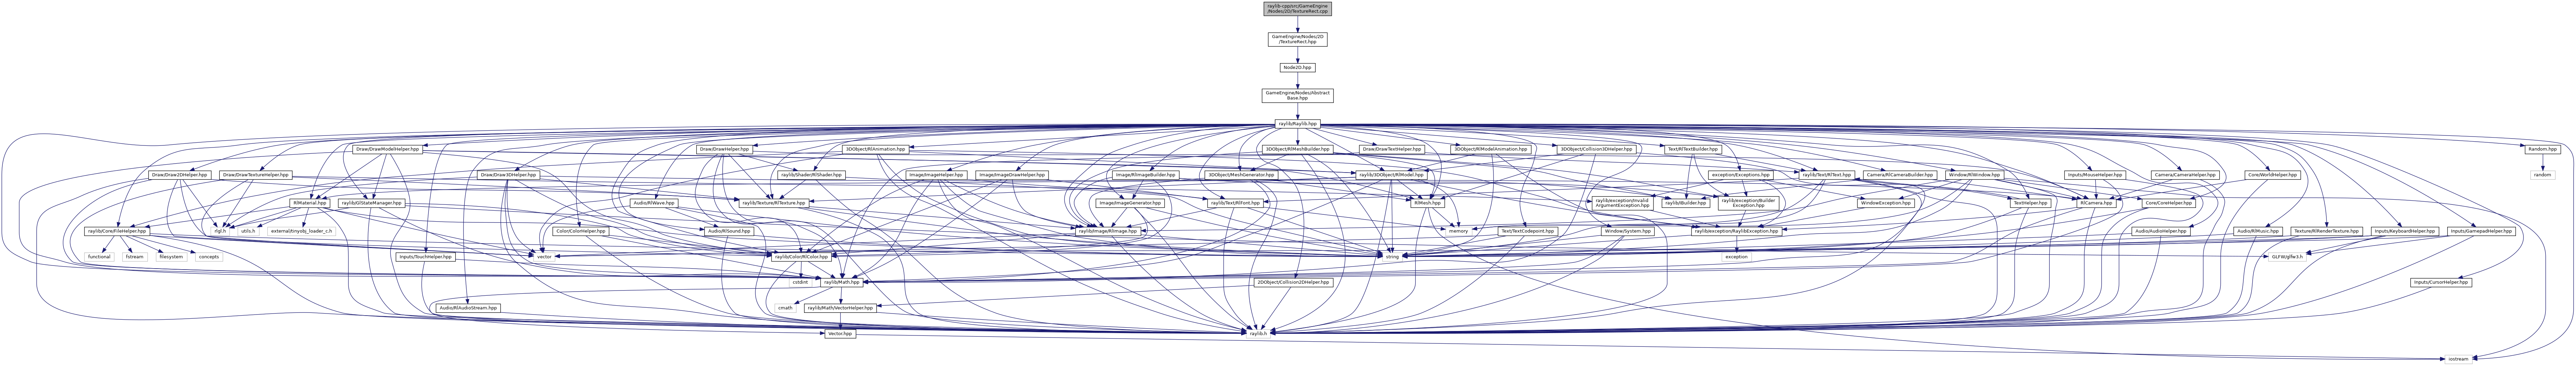 raylib-cpp/src/GameEngine
/Nodes/2D/TextureRect.cpp
GameEngine/Nodes/2D
/TextureRect.hpp
Node2D.hpp
GameEngine/Nodes/Abstract
Base.hpp
raylib/Raylib.hpp
Draw/DrawModelHelper.hpp
Draw/DrawHelper.hpp
3DObject/RlAnimation.hpp
3DObject/RlMeshBuilder.hpp
Draw/DrawTextHelper.hpp
3DObject/RlModelAnimation.hpp
3DObject/Collision3DHelper.hpp
Text/RlTextBuilder.hpp
Random.hpp
Draw/Draw2DHelper.hpp
Draw/DrawTextureHelper.hpp
Draw/Draw3DHelper.hpp
raylib/Shader/RlShader.hpp
Image/ImageHelper.hpp
Image/ImageDrawHelper.hpp
Image/RlImageBuilder.hpp
3DObject/MeshGenerator.hpp
raylib/3DObject/RlModel.hpp
exception/Exceptions.hpp
raylib/Text/RlText.hpp
Camera/RlCameraBuilder.hpp
Window/RlWindow.hpp
Inputs/MouseHelper.hpp
Camera/CameraHelper.hpp
Core/WorldHelper.hpp
random
RlMaterial.hpp
raylib/GlStateManager.hpp
Audio/RlWave.hpp
raylib/Texture/RlTexture.hpp
Image/ImageGenerator.hpp
raylib/Text/RlFont.hpp
RlMesh.hpp
raylib/exception/Invalid
ArgumentException.hpp
raylib/IBuilder.hpp
raylib/exception/Builder
Exception.hpp
WindowException.hpp
TextHelper.hpp
RlCamera.hpp
Core/CoreHelper.hpp
raylib/Core/FileHelper.hpp
rlgl.h
utils.h
external/tinyobj_loader_c.h
Color/ColorHelper.hpp
Audio/RlSound.hpp
raylib/Image/RlImage.hpp
memory
Text/TextCodepoint.hpp
Window/System.hpp
raylib/exception/RaylibException.hpp
Audio/AudioHelper.hpp
Audio/RlMusic.hpp
Texture/RlRenderTexture.hpp
Inputs/KeyboardHelper.hpp
Inputs/GamepadHelper.hpp
functional
fstream
filesystem
concepts
Inputs/TouchHelper.hpp
vector
raylib/Color/RlColor.hpp
string
exception
GLFW/glfw3.h
cstdint
raylib/Math.hpp
2DObject/Collision2DHelper.hpp
Inputs/CursorHelper.hpp
Audio/RlAudioStream.hpp
cmath
raylib/Math/VectorHelper.hpp
Vector.hpp
raylib.h
iostream